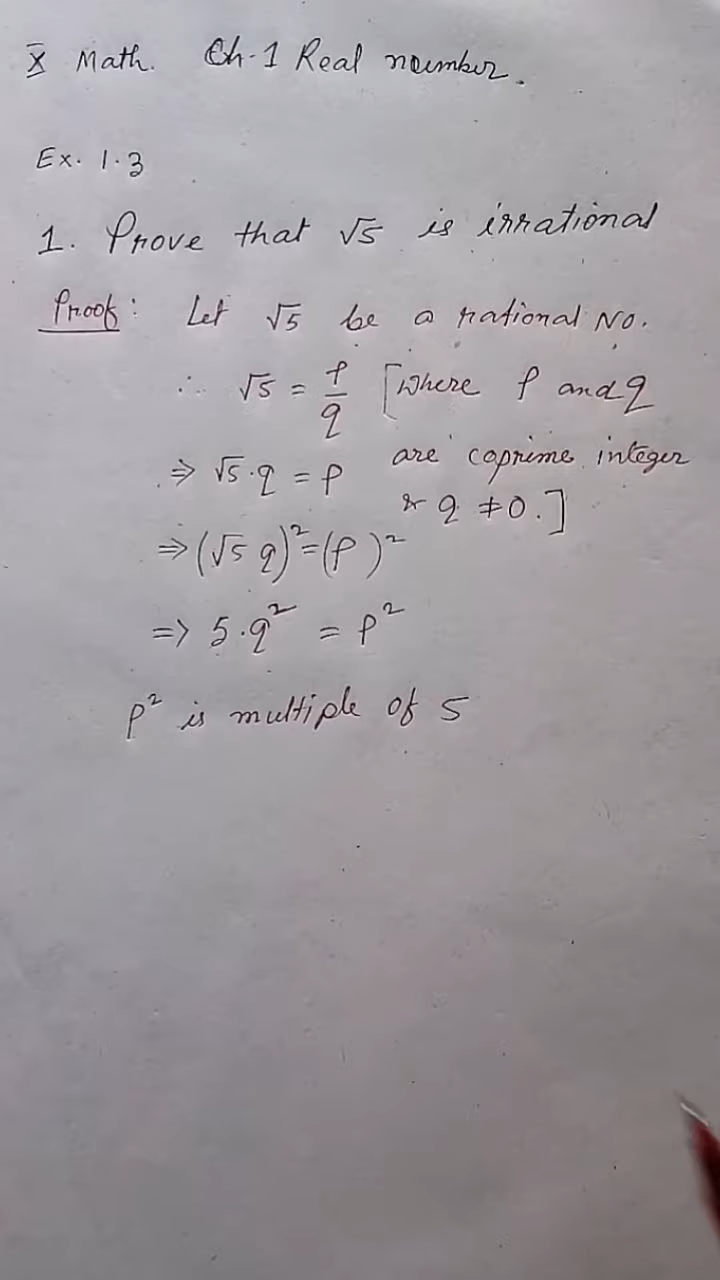 X Math. Ch-1 Real number.
Ex. 1.3
1. Prove that √5 is irrational
Proof: Let √5 be a rational No.
∴ √5 = p/q [where p and q
⇒ √5·q = p are coprime integer
& q ≠ 0.]
⇒ (√5 q)² = (p)²
⇒ 5·q² = p²
p² is multiple of 5